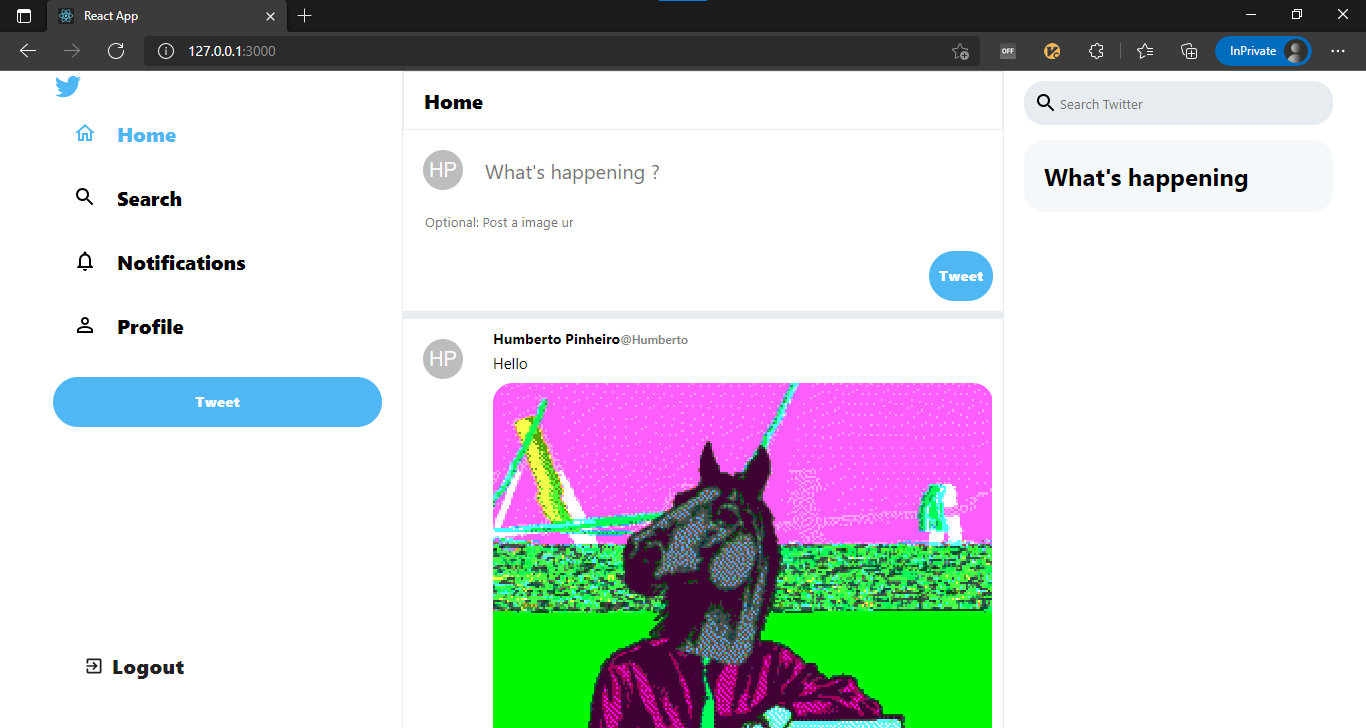 React App
127.0.0.1:3000
OFF
InPrivate
Home
Search
Notifications
Profile
Tweet
Logout
Home
HP
What's happening ?
Optional: Post a image ur
Tweet
HP
Humberto Pinheiro@Humberto
Hello
Search Twitter
What's happening